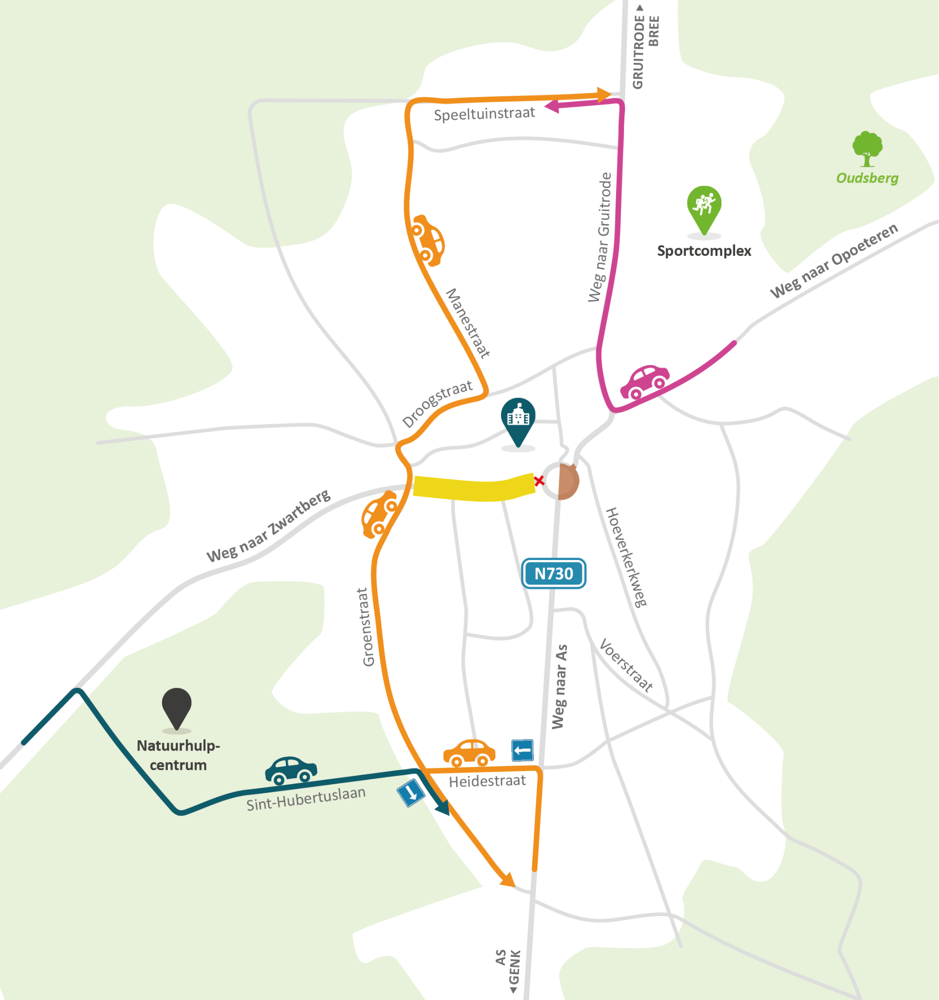 GRUITRODE
BREE
Speeltuinstraat
Oudsberg
Weg naar Gruitrode
Sportcomplex
Weg naar Opoeteren
Manestraat
Droogstraat
Weg naar Zwartberg
Hoeverkerkweg
N730
Groenstraat
Voerstraat
Weg naar As
Natuurhulp-
centrum
Heidestraat
Sint-Hubertuslaan
AS
GENK